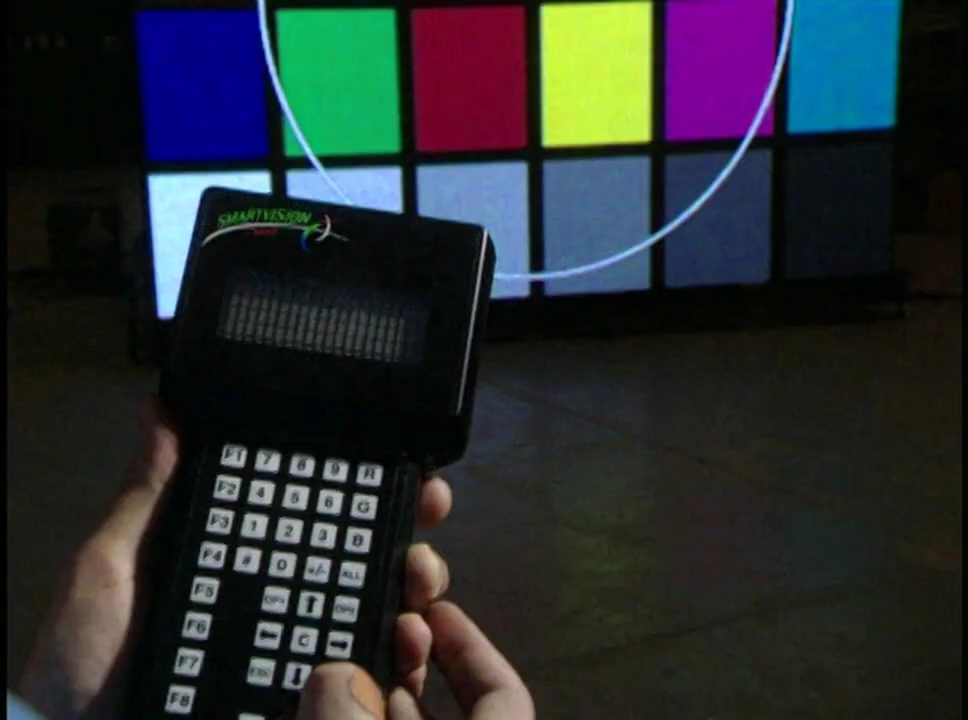 SMARTVISION
F1 7 8 9 R
F2 4 5 6 G
F3 1 2 3 B
F4 # 0 +/- ALL
F5
F6 C
F7 ESC
F8